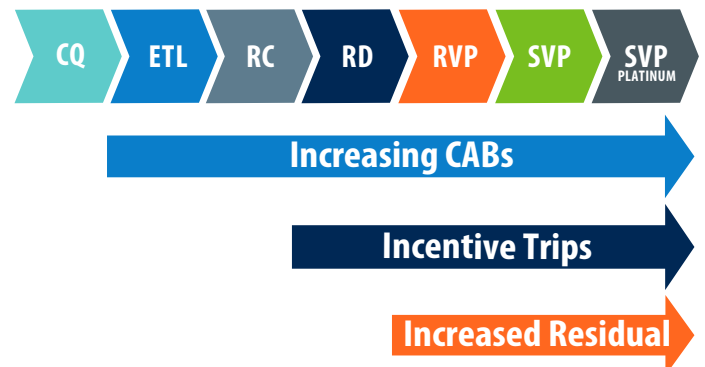 CQ ETL RC RD RVP SVP SVP
PLATINUM
Increasing CABs
Incentive Trips
Increased Residual